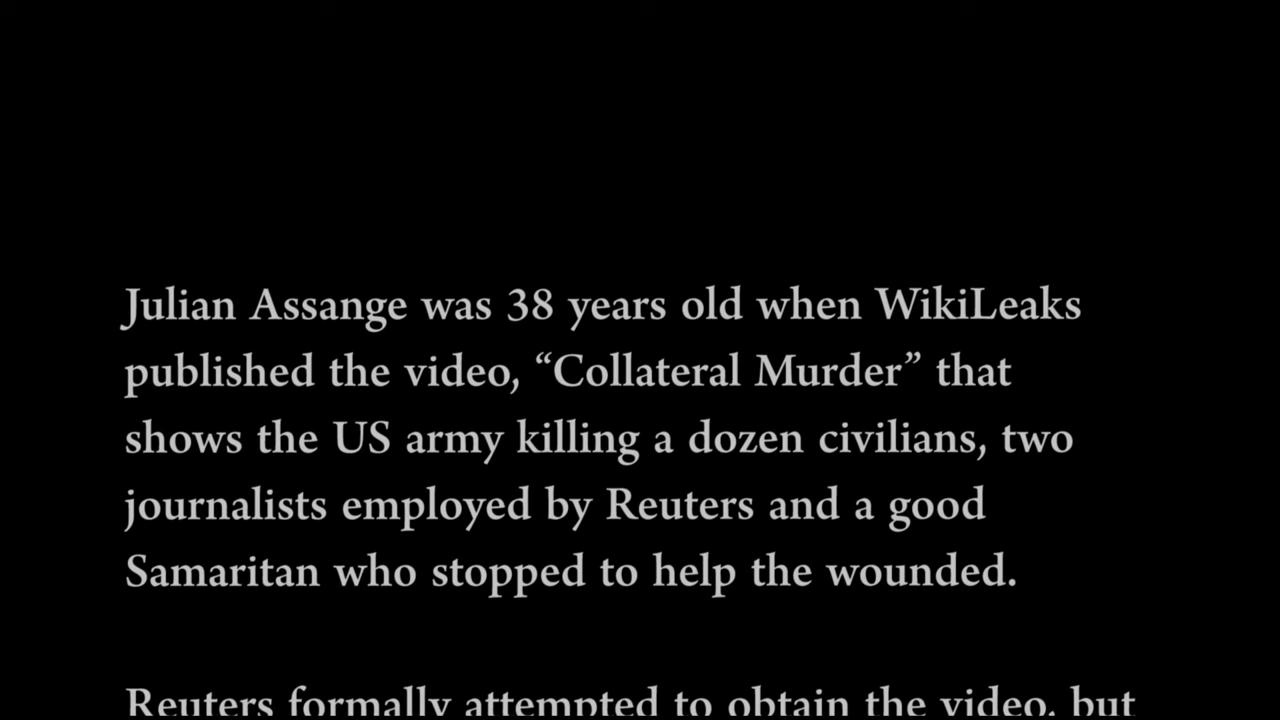 Julian Assange was 38 years old when WikiLeaks
published the video, “Collateral Murder” that
shows the US army killing a dozen civilians, two
journalists employed by Reuters and a good
Samaritan who stopped to help the wounded.
Reuters formally attempted to obtain the video, but